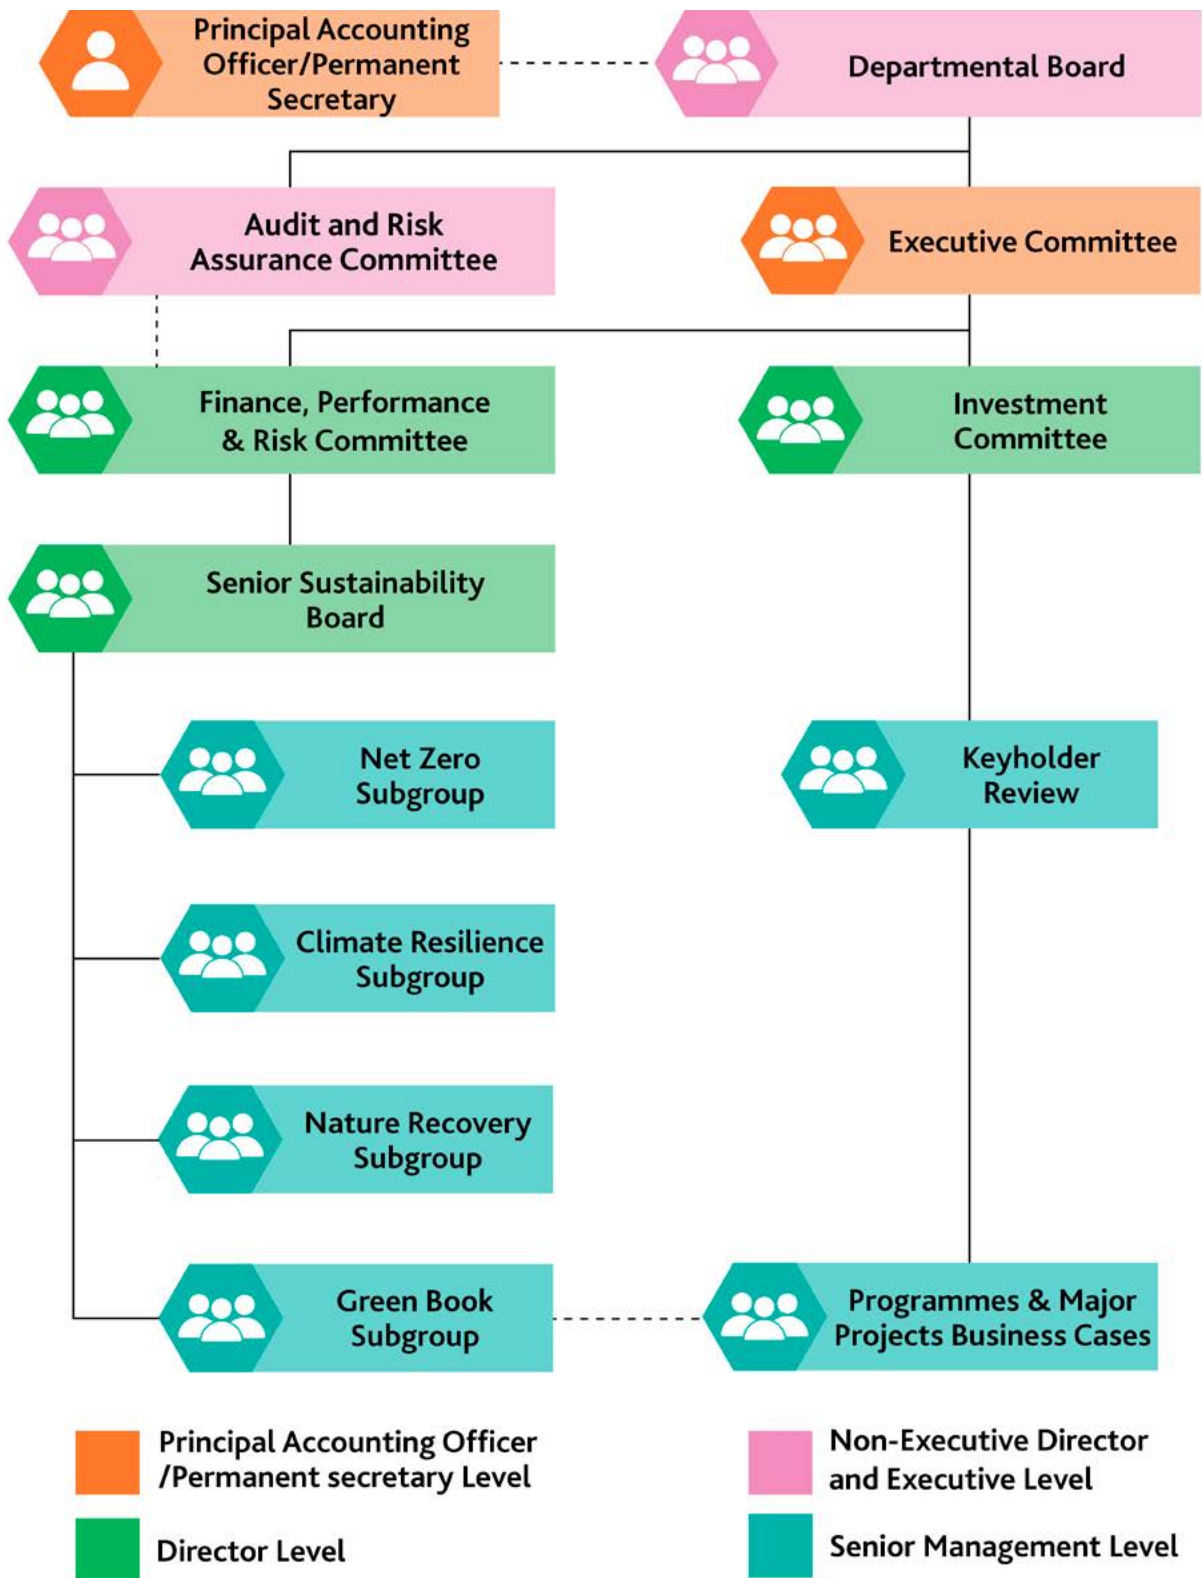 Principal Accounting
Officer/Permanent
Secretary
Departmental Board
Audit and Risk
Assurance Committee
Executive Committee
Finance, Performance
& Risk Committee
Investment
Committee
Senior Sustainability
Board
Net Zero
Subgroup
Keyholder
Review
Climate Resilience
Subgroup
Nature Recovery
Subgroup
Green Book
Subgroup
Programmes & Major
Projects Business Cases
Principal Accounting Officer
/Permanent secretary Level
Non-Executive Director
and Executive Level
Director Level
Senior Management Level